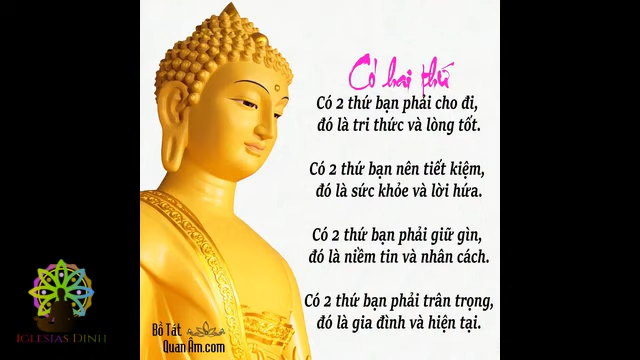 Có hai thứ
Có 2 thứ bạn phải cho đi,
đó là tri thức và lòng tốt.
Có 2 thứ bạn nên tiết kiệm,
đó là sức khỏe và lời hứa.
Có 2 thứ bạn phải giữ gìn,
đó là niềm tin và nhân cách.
Có 2 thứ bạn phải trân trọng,
đó là gia đình và hiện tại.
Bồ Tát
Quan Âm.com
IGLESIAS DINH